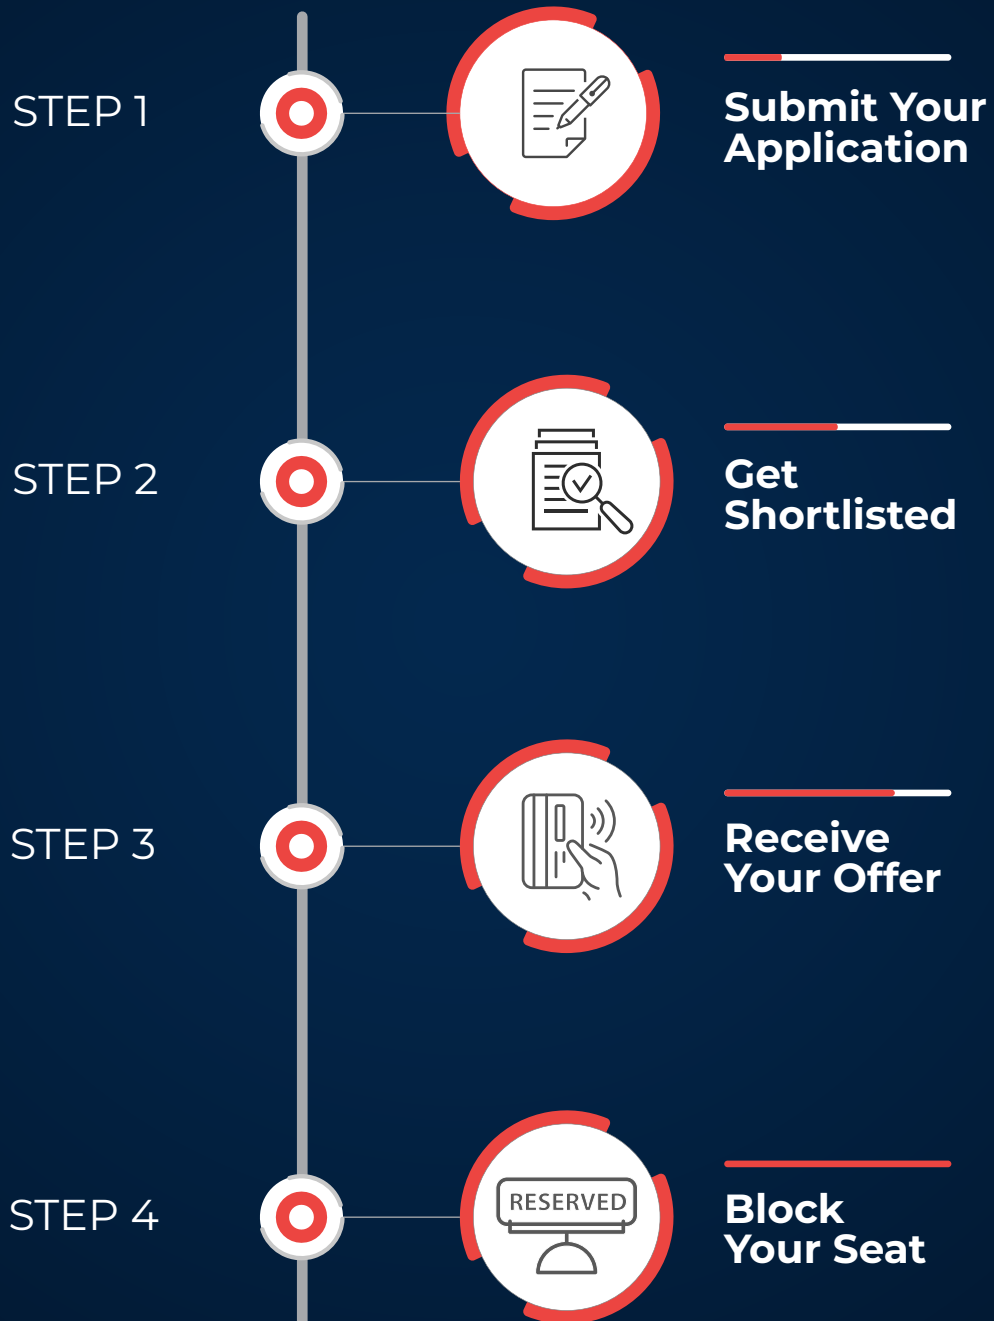 STEP 1
Submit Your
Application
STEP 2
Get
Shortlisted
STEP 3
Receive
Your Offer
STEP 4
RESERVED
Block
Your Seat